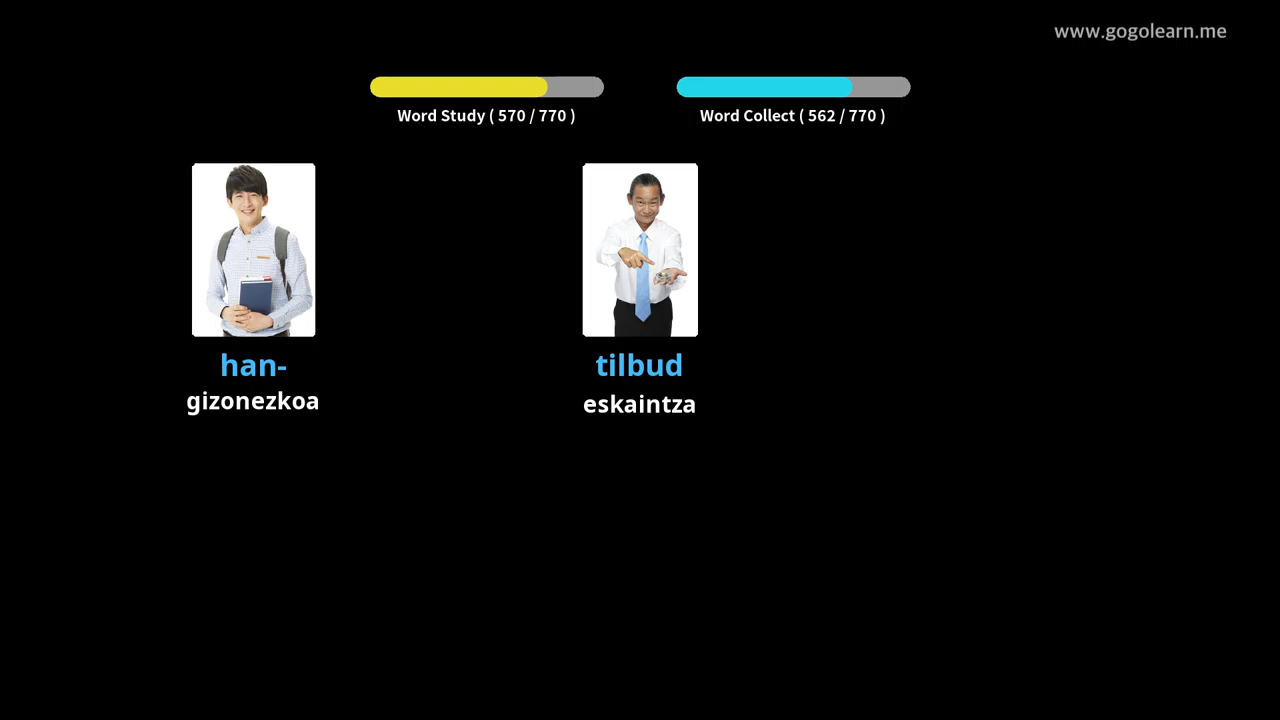 www.gogolearn.me
Word Study ( 570 / 770 )
Word Collect ( 562 / 770 )
han-
gizonezkoa
tilbud
eskaintza